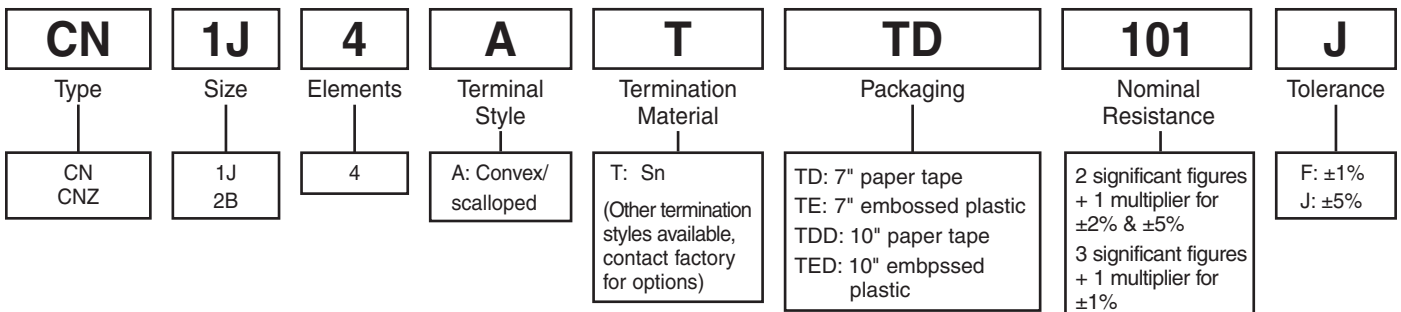 CN 1J 4 A T TD 101 J
Type Size Elements Terminal Termination Packaging Nominal Tolerance
Style Material Resistance
CN
CNZ
1J
2B
4
A: Convex/
scalloped
T: Sn
(Other termination
styles available,
contact factory
for options)
TD: 7" paper tape
TE: 7" embossed plastic
TDD: 10" paper tape
TED: 10" embpssed
plastic
2 significant figures
+ 1 multiplier for
±2% & ±5%
3 significant figures
+ 1 multiplier for
±1%
F: ±1%
J: ±5%